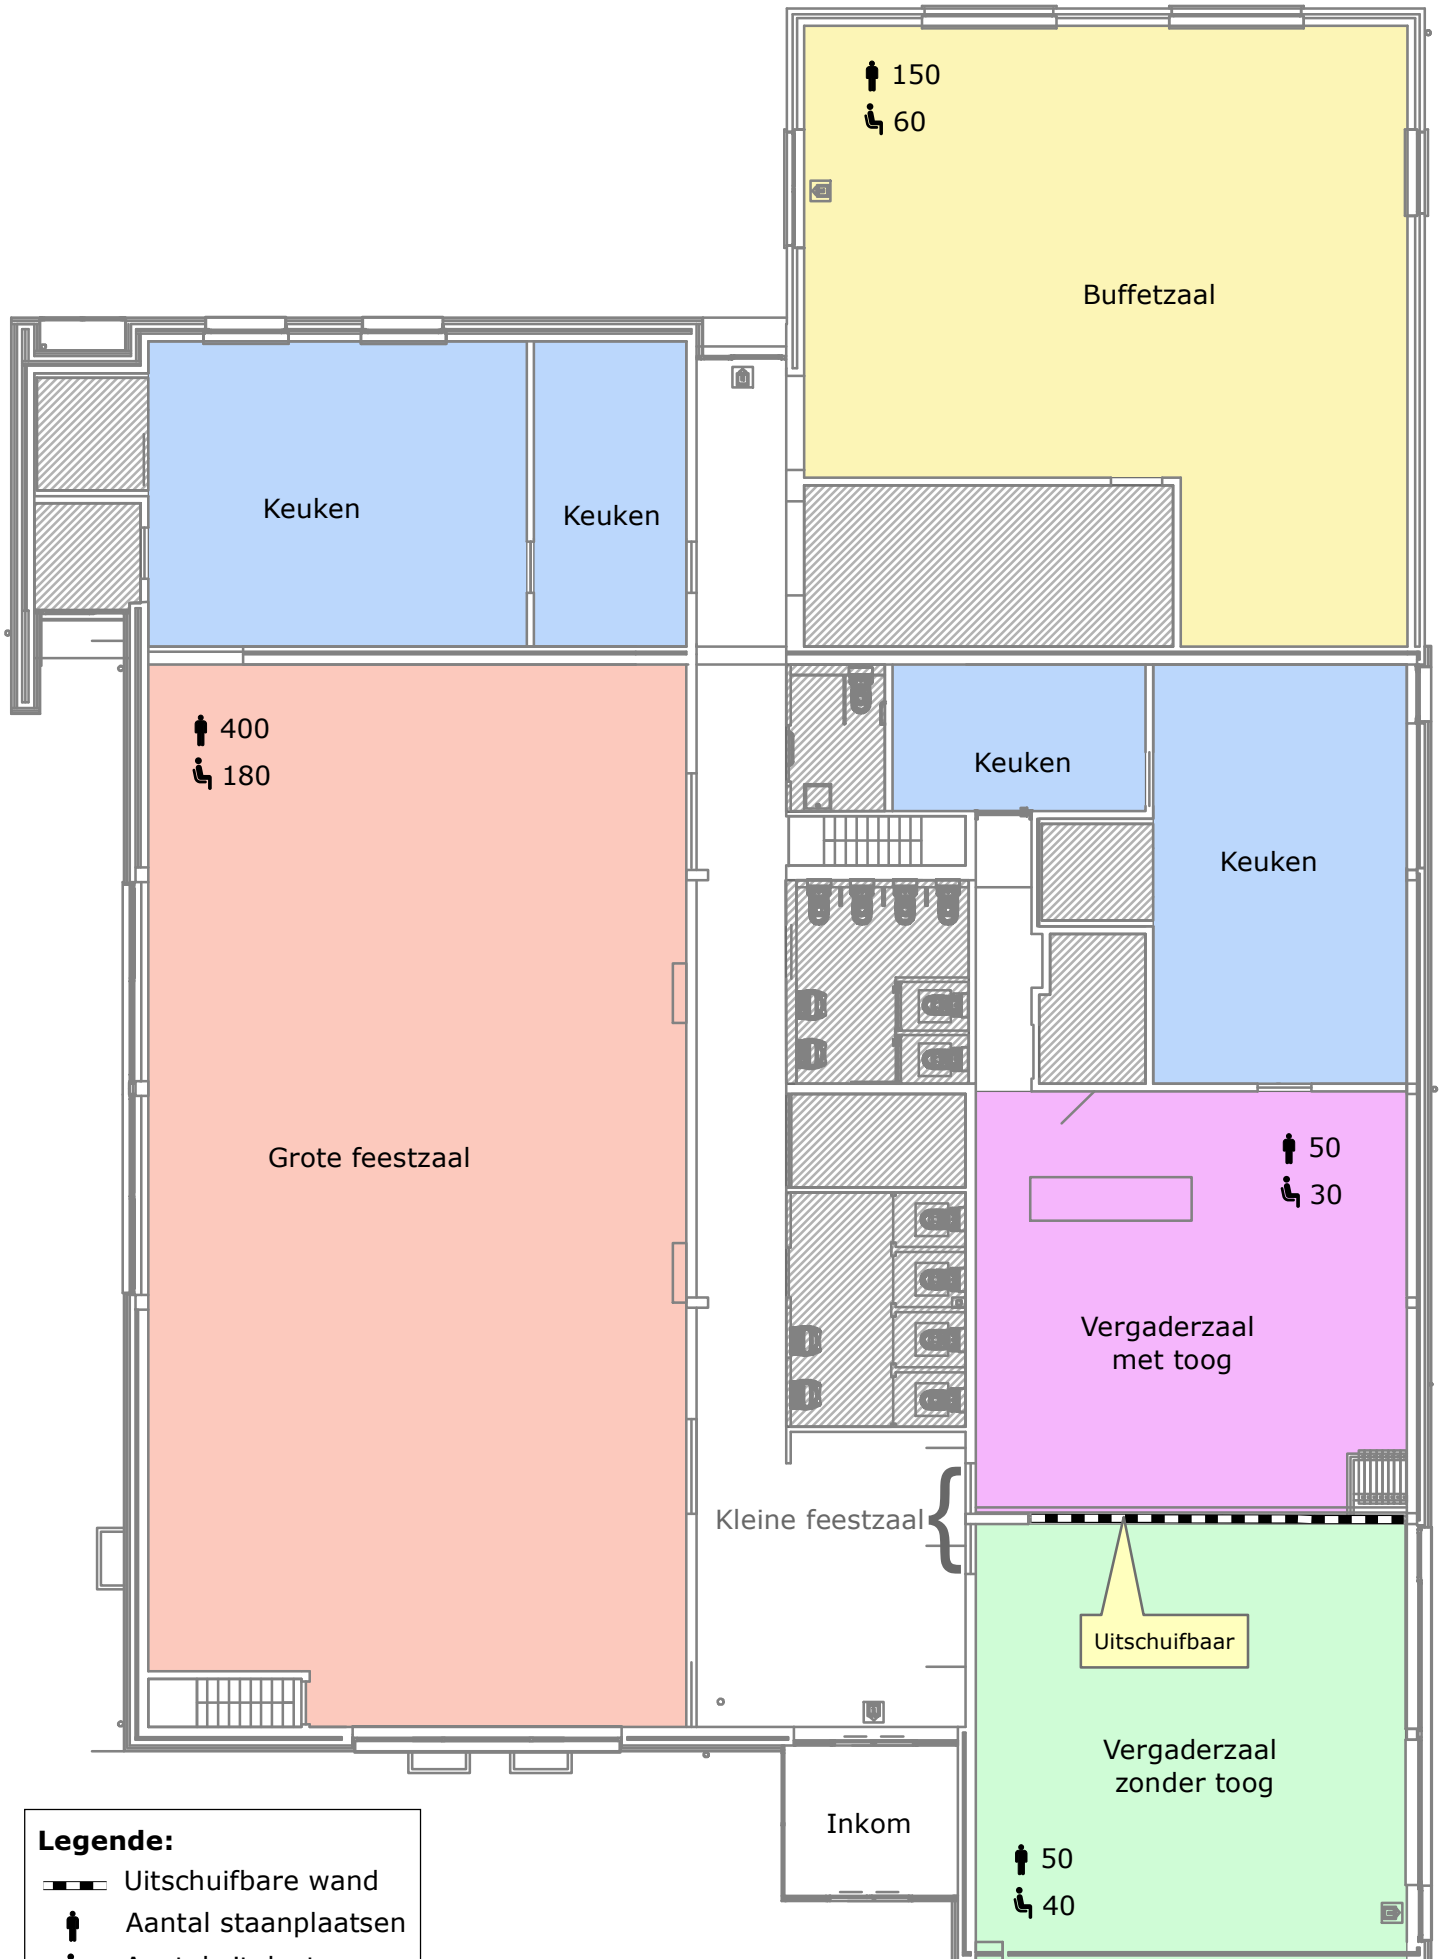 150
60
Buffetzaal
Keuken
Keuken
400
180
Keuken
Keuken
Grote feestzaal
50
30
Vergaderzaal
met toog
Kleine feestzaal
Uitschuifbaar
Vergaderzaal
zonder toog
Inkom
50
40
Legende:
Uitschuifbare wand
Aantal staanplaatsen